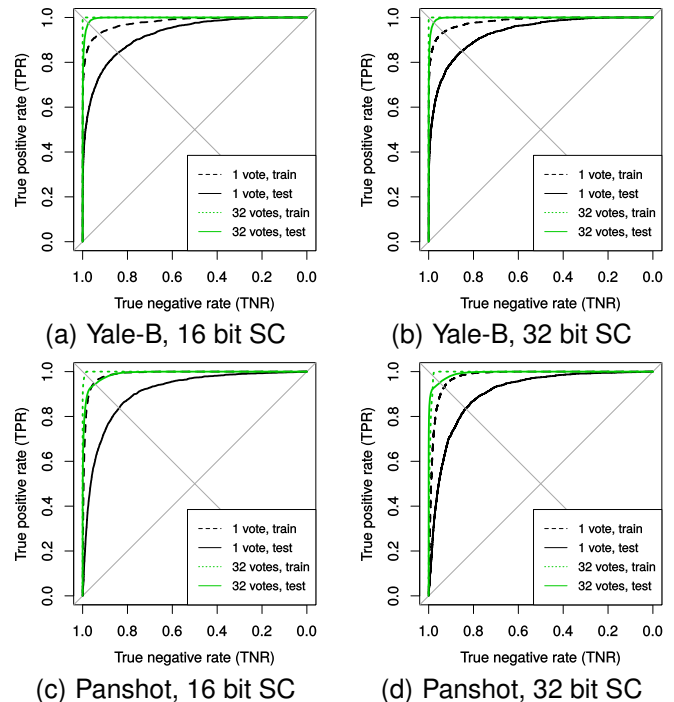 True positive rate (TPR)
0.0 0.2 0.4 0.6 0.8 1.0
1 vote, train
1 vote, test
32 votes, train
32 votes, test
1.0 0.8 0.6 0.4 0.2 0.0
True negative rate (TNR)
(a) Yale-B, 16 bit SC
True positive rate (TPR)
0.0 0.2 0.4 0.6 0.8 1.0
1 vote, train
1 vote, test
32 votes, train
32 votes, test
1.0 0.8 0.6 0.4 0.2 0.0
True negative rate (TNR)
(b) Yale-B, 32 bit SC
True positive rate (TPR)
0.0 0.2 0.4 0.6 0.8 1.0
1 vote, train
1 vote, test
32 votes, train
32 votes, test
1.0 0.8 0.6 0.4 0.2 0.0
True negative rate (TNR)
(c) Panshot, 16 bit SC
True positive rate (TPR)
0.0 0.2 0.4 0.6 0.8 1.0
1 vote, train
1 vote, test
32 votes, train
32 votes, test
1.0 0.8 0.6 0.4 0.2 0.0
True negative rate (TNR)
(d) Panshot, 32 bit SC